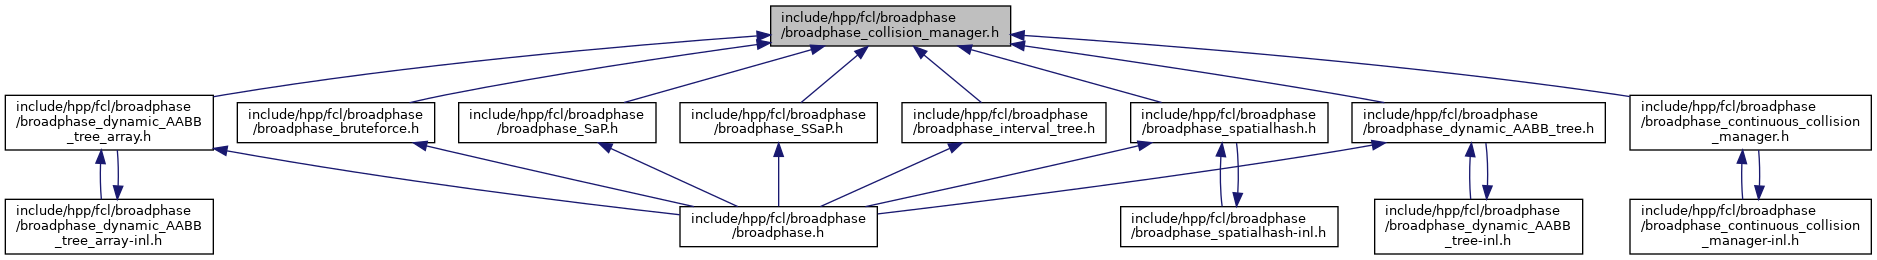 include/hpp/fcl/broadphase
/broadphase_collision_manager.h
include/hpp/fcl/broadphase
/broadphase_dynamic_AABB
_tree_array.h
include/hpp/fcl/broadphase
/broadphase_bruteforce.h
include/hpp/fcl/broadphase
/broadphase_SaP.h
include/hpp/fcl/broadphase
/broadphase_SSaP.h
include/hpp/fcl/broadphase
/broadphase_interval_tree.h
include/hpp/fcl/broadphase
/broadphase_spatialhash.h
include/hpp/fcl/broadphase
/broadphase_dynamic_AABB_tree.h
include/hpp/fcl/broadphase
/broadphase_continuous_collision
_manager.h
include/hpp/fcl/broadphase
/broadphase_dynamic_AABB
_tree_array-inl.h
include/hpp/fcl/broadphase
/broadphase.h
include/hpp/fcl/broadphase
/broadphase_spatialhash-inl.h
include/hpp/fcl/broadphase
/broadphase_dynamic_AABB
_tree-inl.h
include/hpp/fcl/broadphase
/broadphase_continuous_collision
_manager-inl.h